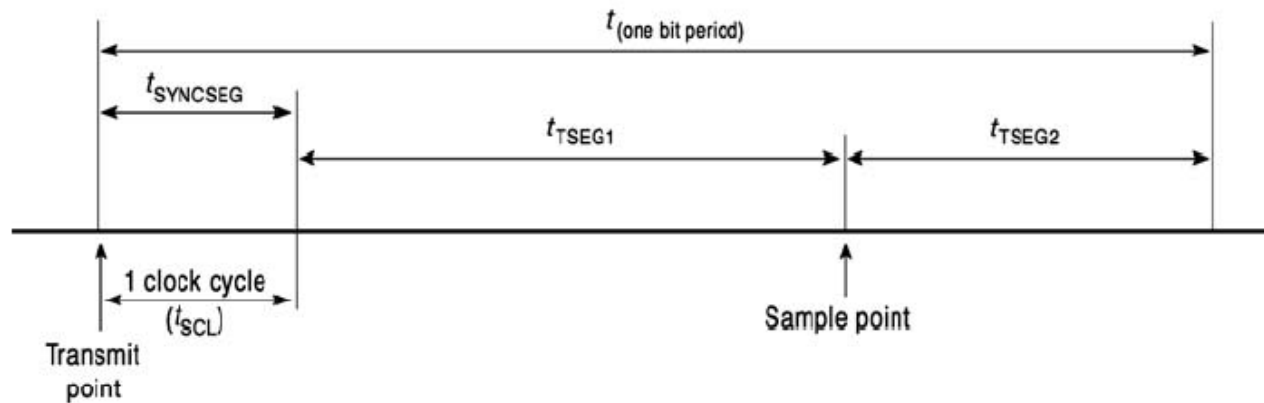 t(one bit period)
tSYNCSEG
tTSEG1
tTSEG2
1 clock cycle
(tSCL)
Sample point
Transmit
point